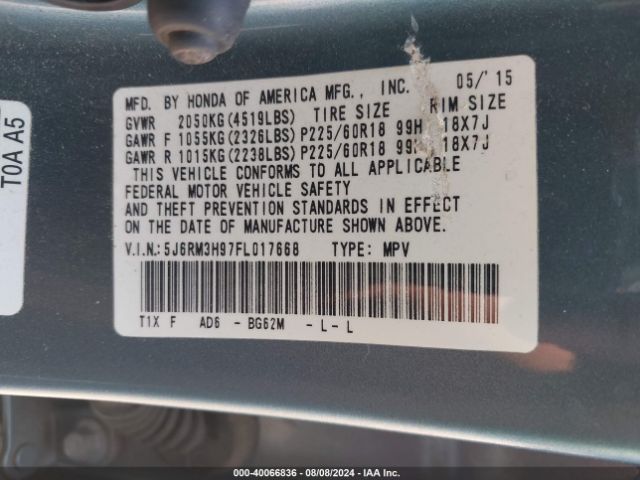 MFD. BY HONDA OF AMERICA MFG., INC. 05/'15
GVWR 2050KG(4519LBS) TIRE SIZE RIM SIZE
GAWR F 1055KG(2326LBS) P225/60R18 99H 18X7J
GAWR R 1015KG(2238LBS) P225/60R18 99H 18X7J
THIS VEHICLE CONFORMS TO ALL APPLICABLE
FEDERAL MOTOR VEHICLE SAFETY
AND THEFT PREVENTION STANDARDS IN EFFECT
ON THE DATE OF MANUFACTURE SHOWN ABOVE.
V.I.N.:5J6RM3H97FL017668 TYPE: MPV
T1X F AD6 - BG62M - L - L
T0A A5
000-40066836 - 08/08/2024 - IAA Inc.